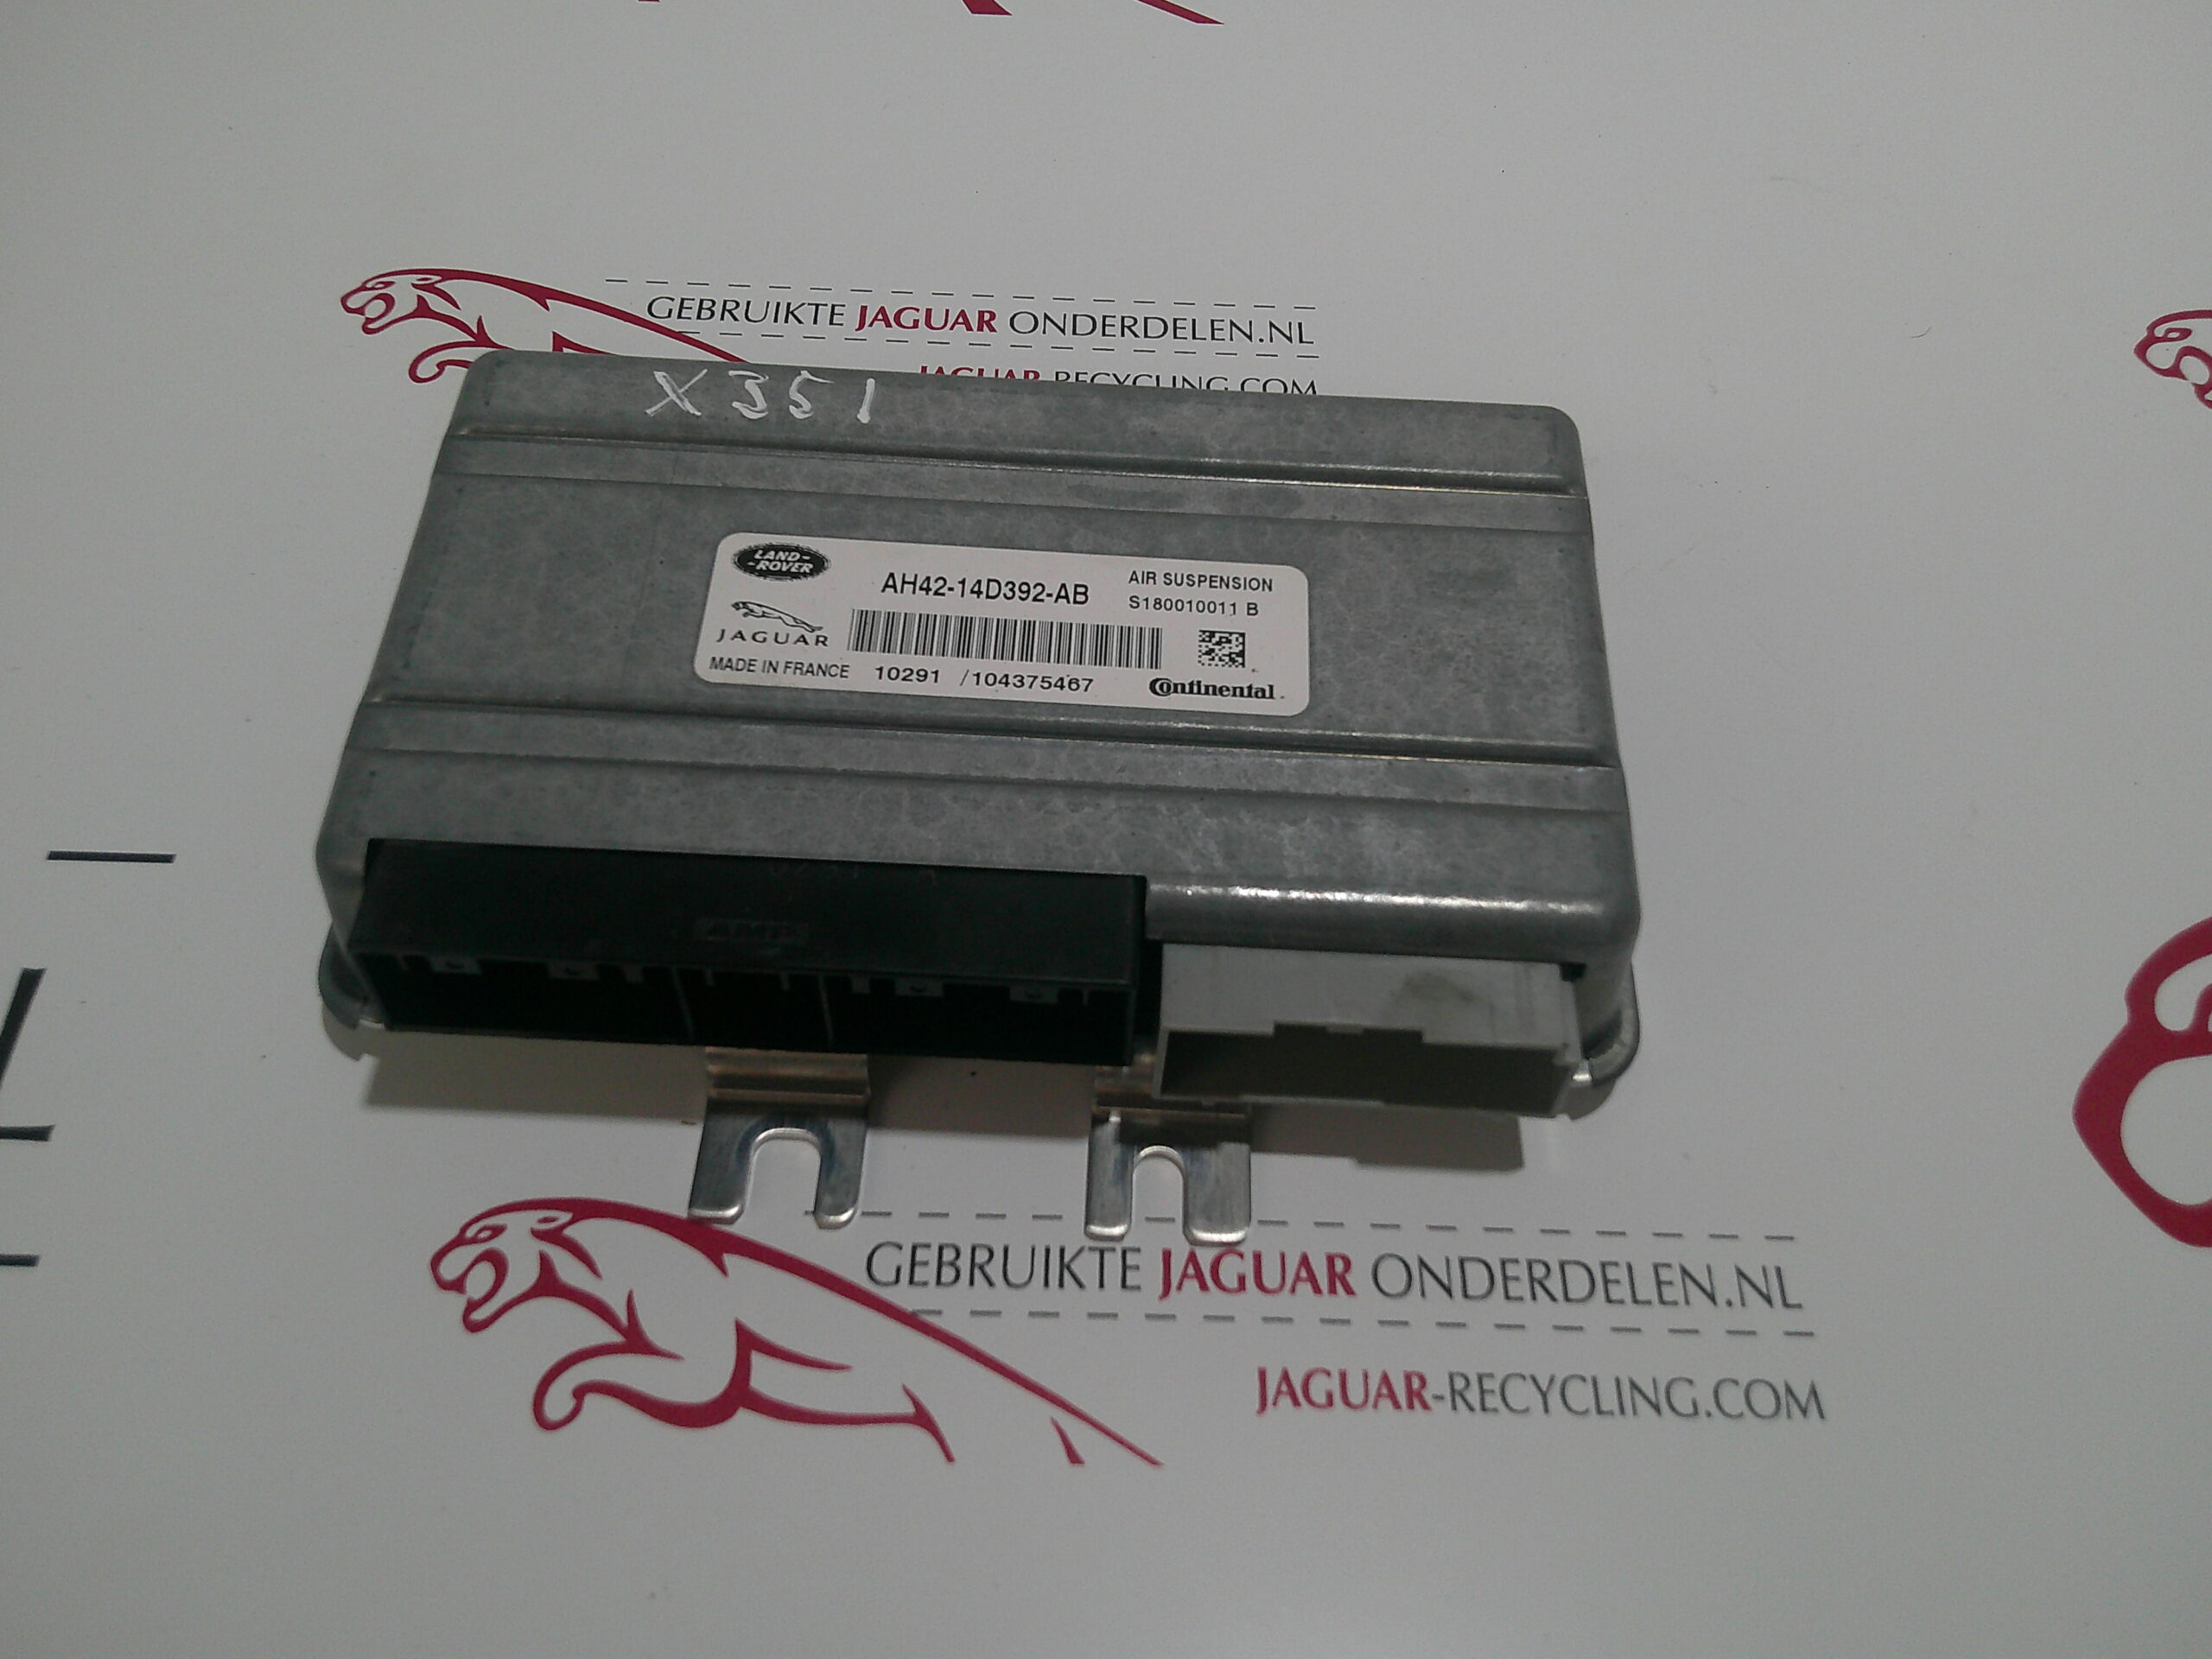 GEBRUIKTE JAGUAR ONDERDELEN.NL
JAGUAR-RECYCLING.COM
X351
LAND-
-ROVER
AH42-14D392-AB
AIR SUSPENSION
S180010011 B
JAGUAR
MADE IN FRANCE 10291 /104375467
Continental
AMP
GEBRUIKTE JAGUAR ONDERDELEN.NL
JAGUAR-RECYCLING.COM